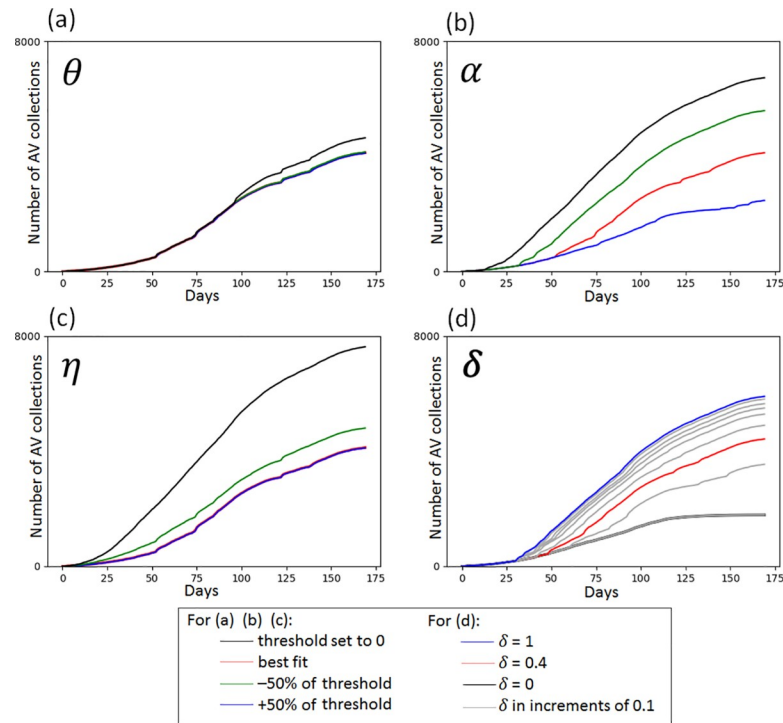 (a)
8000
θ
Number of AV collections
0
0 25 50 75 100 125 150 175
Days
(b)
8000
α
Number of AV collections
0
0 25 50 75 100 125 150 175
Days
(c)
8000
η
Number of AV collections
0
0 25 50 75 100 125 150 175
Days
(d)
8000
δ
Number of AV collections
0
0 25 50 75 100 125 150 175
Days
For (a) (b) (c):
threshold set to 0
best fit
−50% of threshold
+50% of threshold
For (d):
δ = 1
δ = 0.4
δ = 0
δ in increments of 0.1